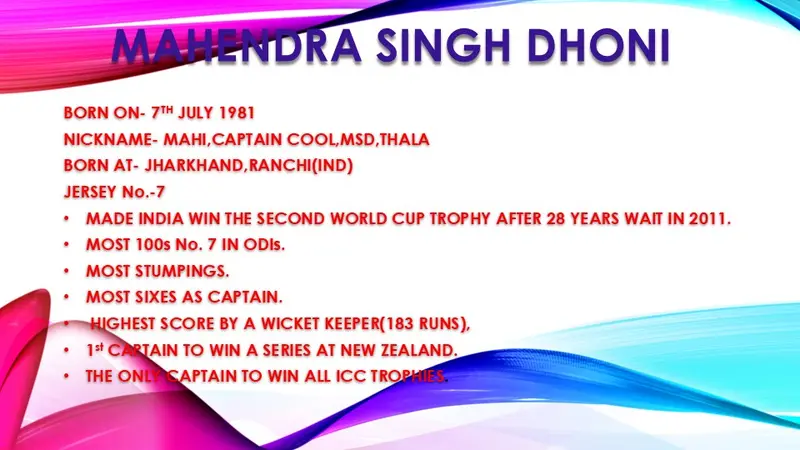 MAHENDRA SINGH DHONI
BORN ON- 7TH JULY 1981
NICKNAME- MAHI,CAPTAIN COOL,MSD,THALA
BORN AT- JHARKHAND,RANCHI(IND)
JERSEY No.-7
• MADE INDIA WIN THE SECOND WORLD CUP TROPHY AFTER 28 YEARS WAIT IN 2011.
• MOST 100s No. 7 IN ODIs.
• MOST STUMPINGS.
• MOST SIXES AS CAPTAIN.
• HIGHEST SCORE BY A WICKET KEEPER(183 RUNS),
• 1st CAPTAIN TO WIN A SERIES AT NEW ZEALAND.
• THE ONLY CAPTAIN TO WIN ALL ICC TROPHIES.